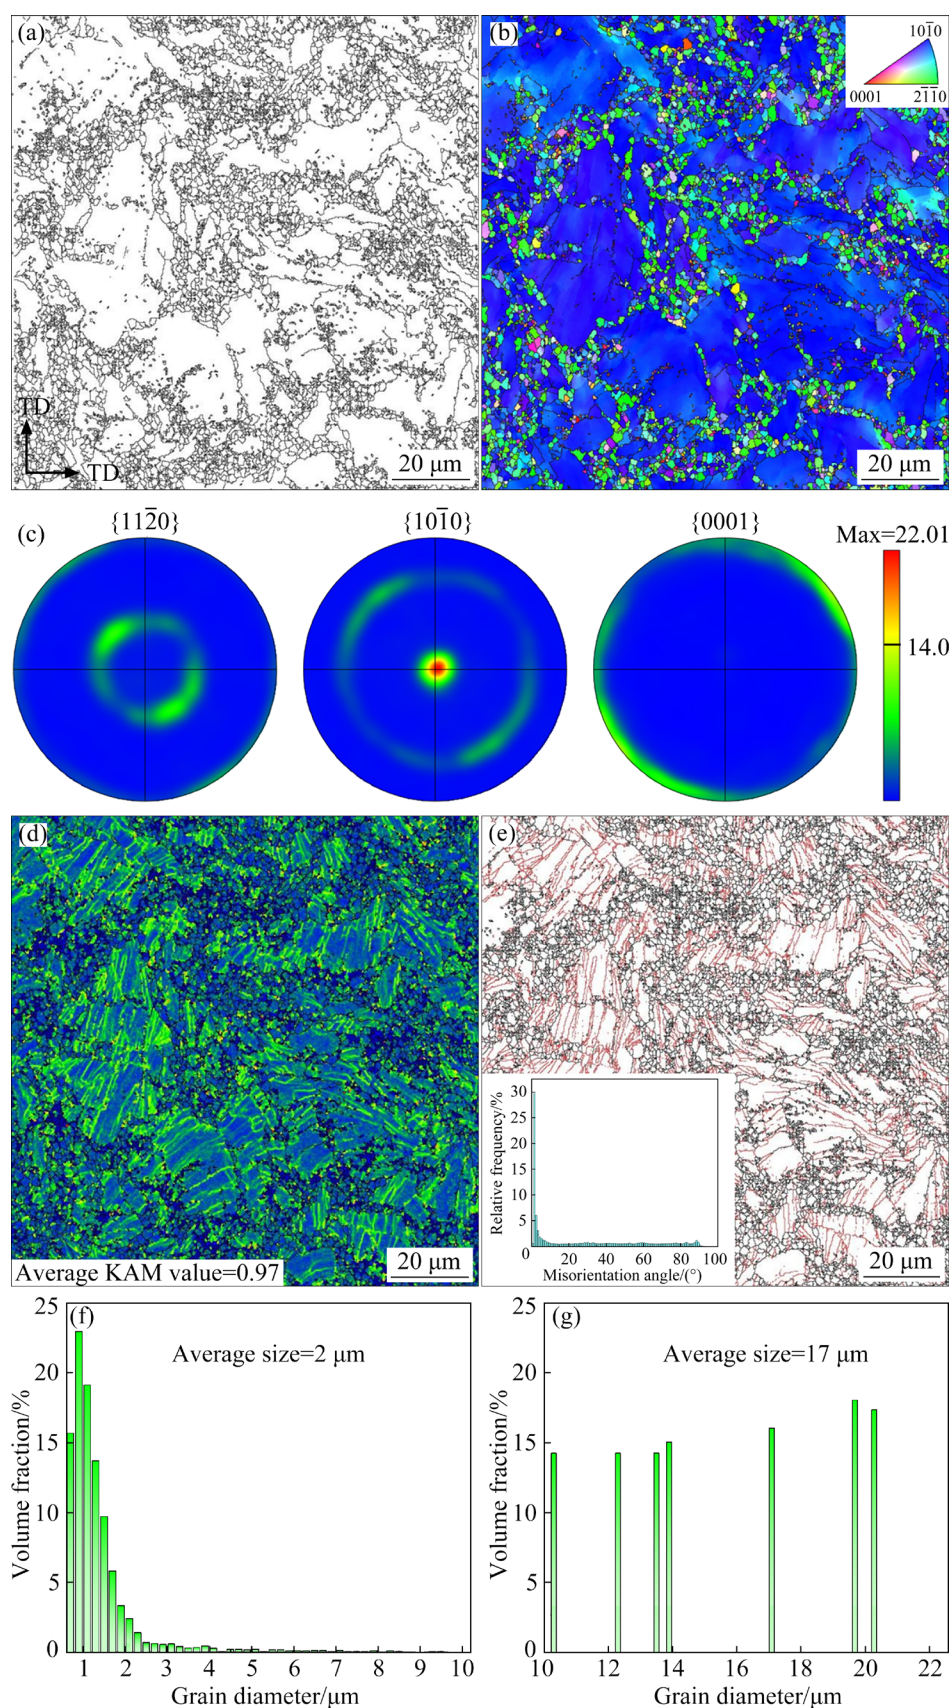 (a)
TD
TD
20 μm
(b)
101̄0
0001
21̄1̄0
20 μm
(c)
{112̄0}
{101̄0}
{0001}
Max=22.01
14.0
(d)
Average KAM value=0.97
20 μm
(e)
Relative frequency/%
30
25
20
15
10
5
0
20
40
60
80
100
Misorientation angle/(°)
20 μm
(f)
Average size=2 μm
Volume fraction/%
25
20
15
10
5
0
1 2 3 4 5 6 7 8 9 10
Grain diameter/μm
(g)
Average size=17 μm
Volume fraction/%
25
20
15
10
5
0
10 12 14 16 18 20 22
Grain diameter/μm